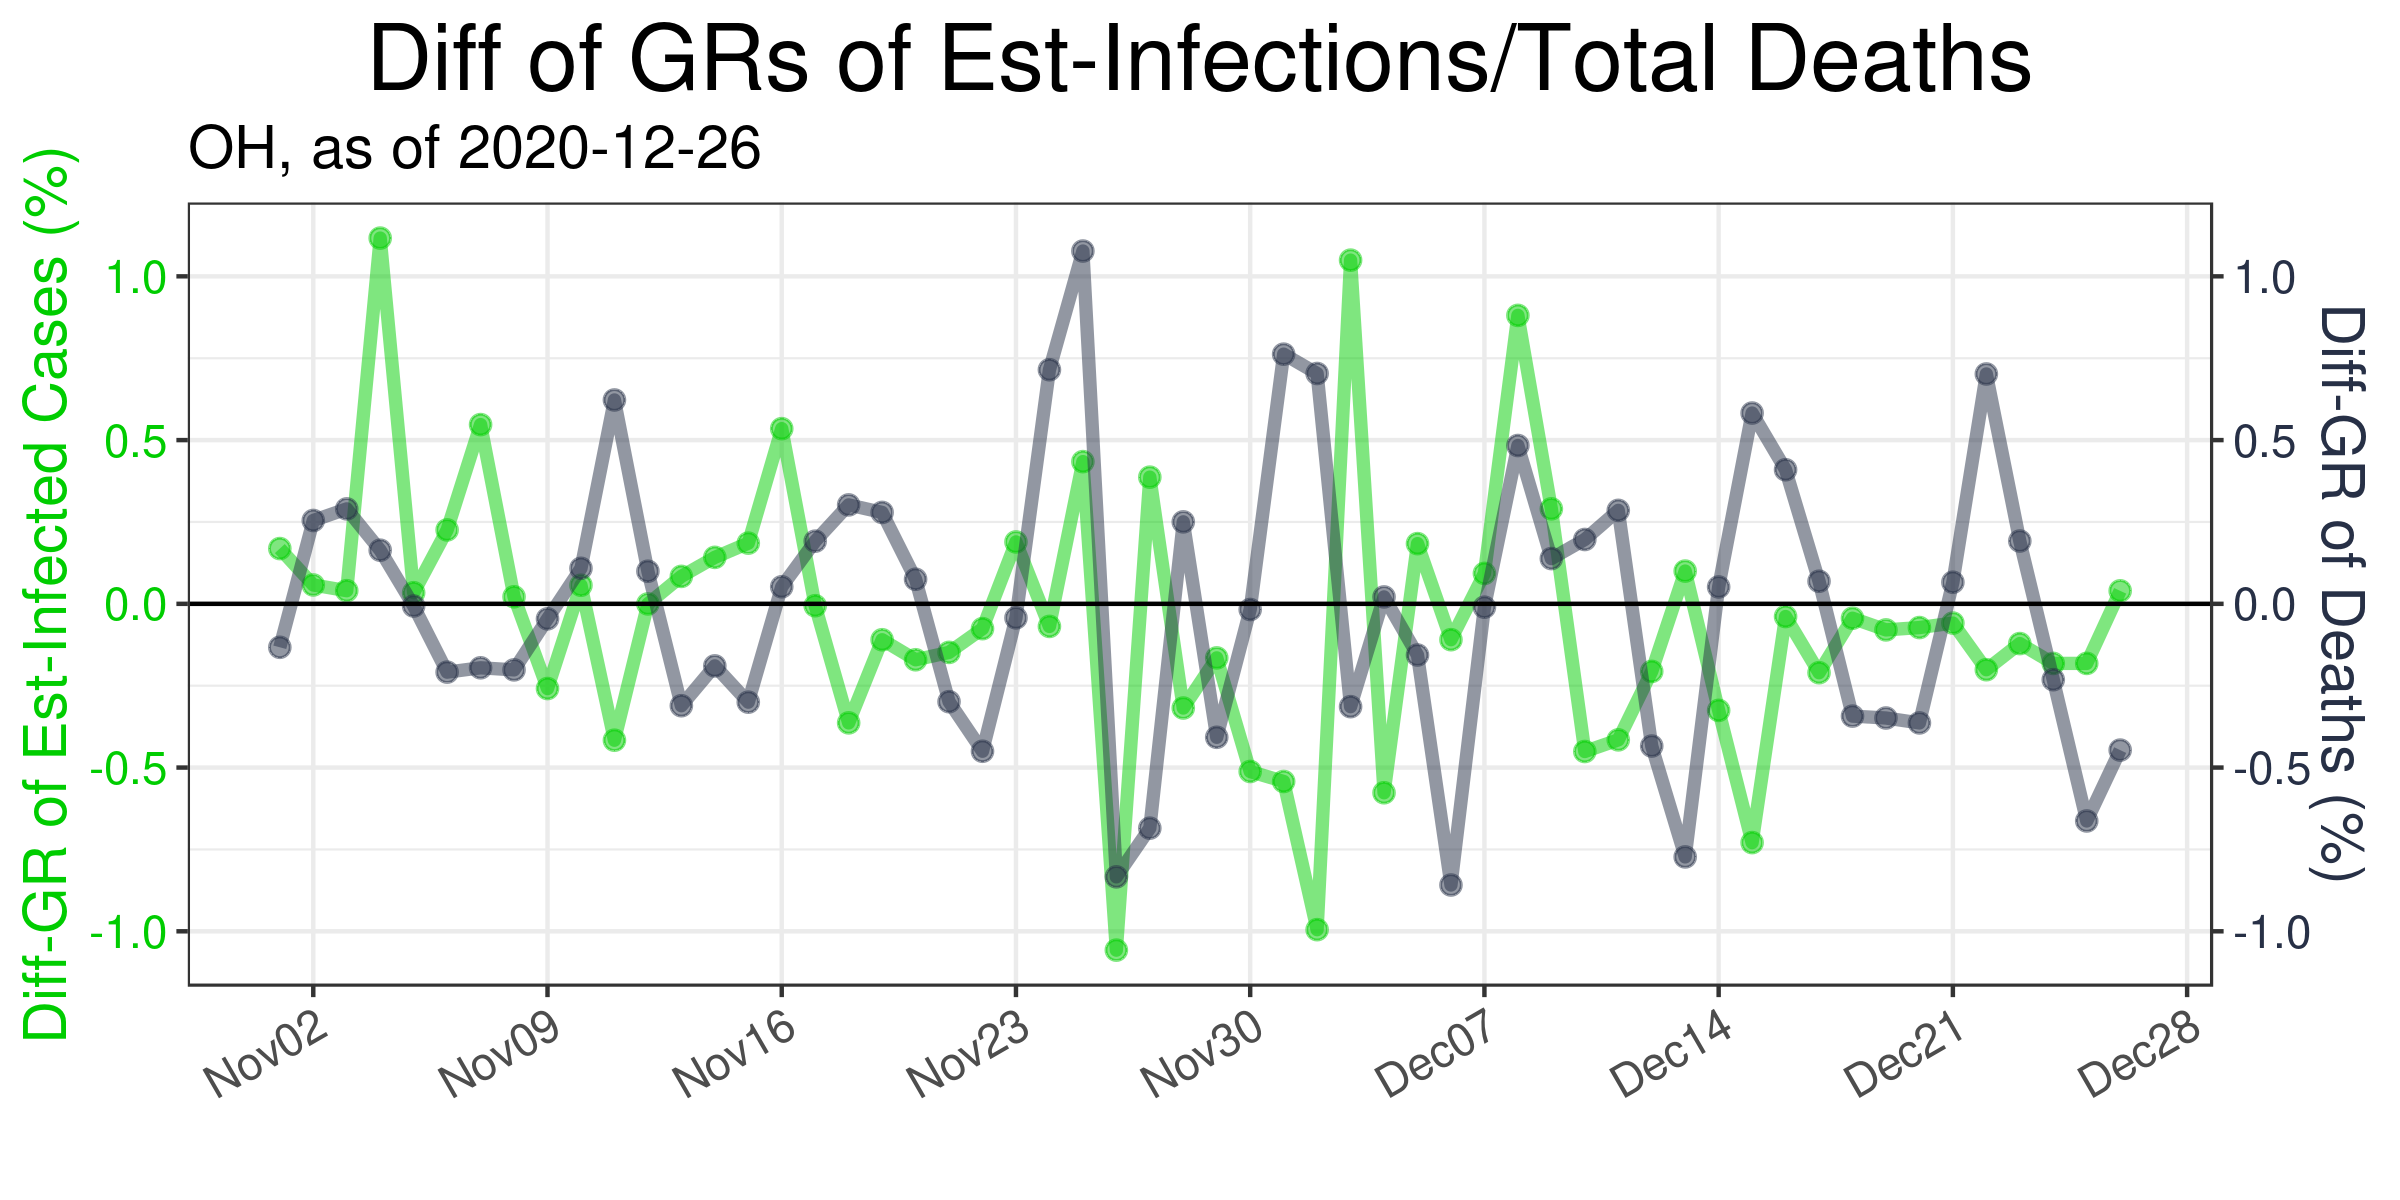 Diff of GRs of Est-Infections/Total Deaths
OH, as of 2020-12-26
Diff-GR of Est-Infected Cases (%)
1.0
0.5
0.0
-0.5
-1.0
1.0
0.5
0.0
-0.5
-1.0
Diff-GR of Deaths (%)
Nov02 Nov09 Nov16 Nov23 Nov30 Dec07 Dec14 Dec21 Dec28